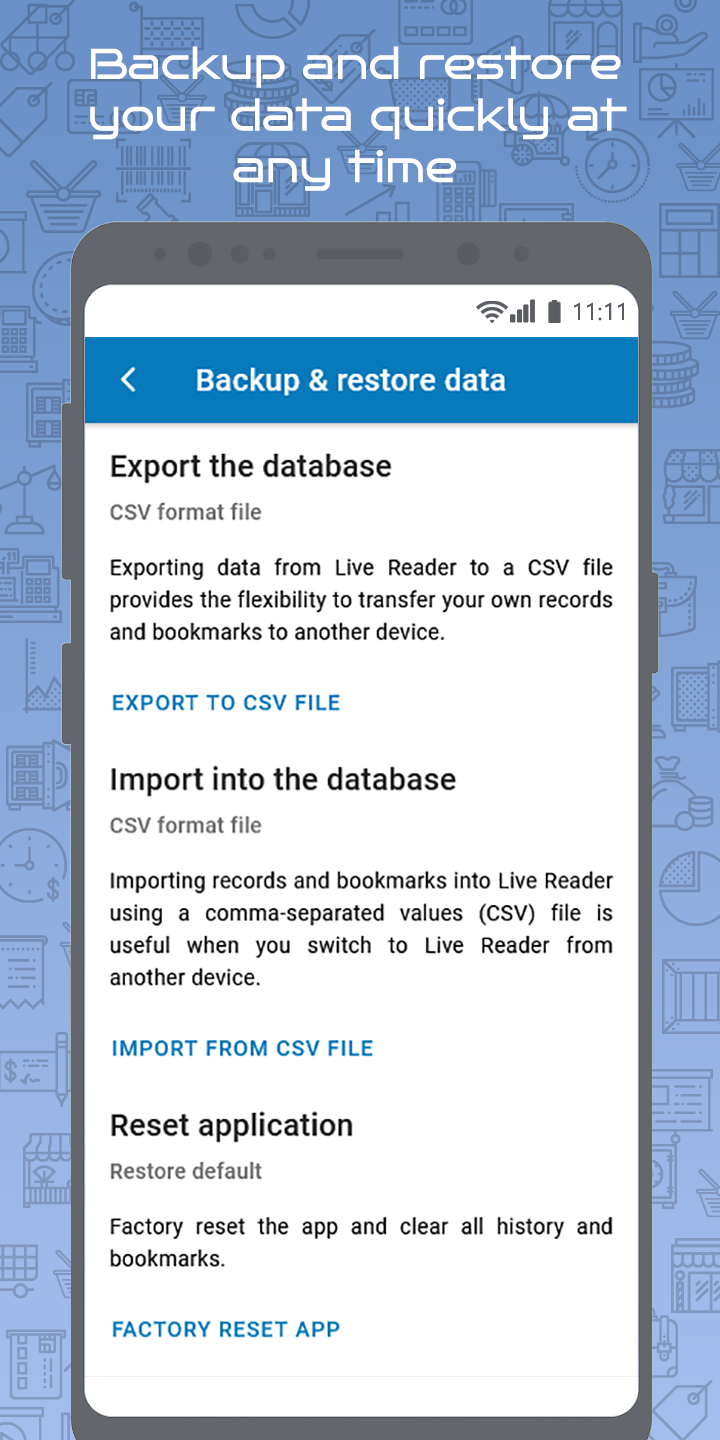 Backup and restore
your data quickly at
any time
11:11
Backup & restore data
Export the database
CSV format file
Exporting data from Live Reader to a CSV file
provides the flexibility to transfer your own records
and bookmarks to another device.
EXPORT TO CSV FILE
Import into the database
CSV format file
Importing records and bookmarks into Live Reader
using a comma-separated values (CSV) file is
useful when you switch to Live Reader from
another device.
IMPORT FROM CSV FILE
Reset application
Restore default
Factory reset the app and clear all history and
bookmarks.
FACTORY RESET APP